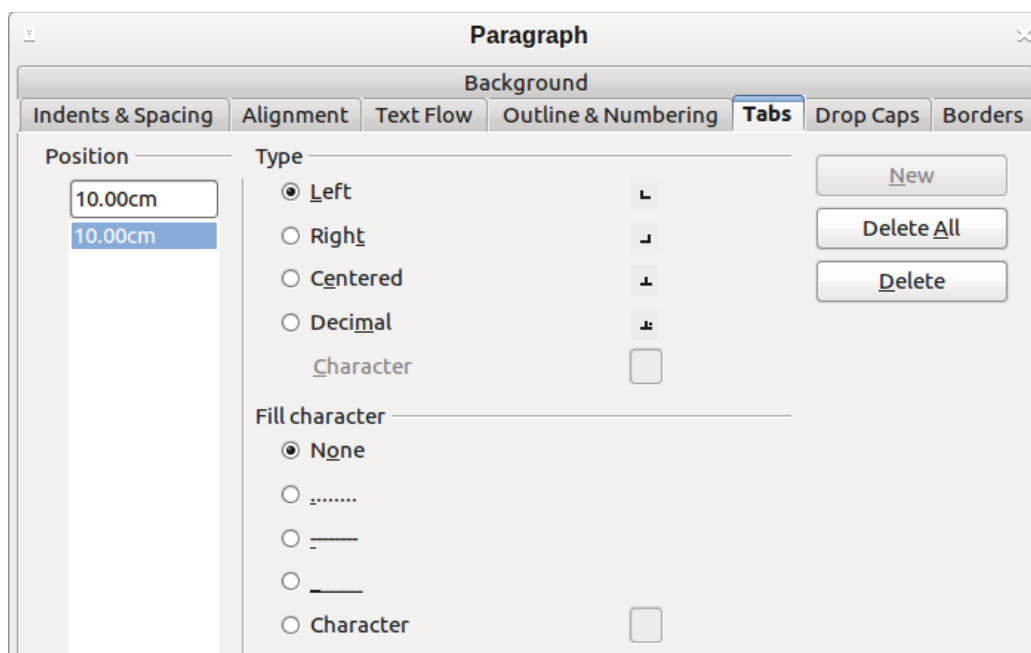 Paragraph
Background
Indents & Spacing Alignment Text Flow Outline & Numbering Tabs Drop Caps Borders
Position Type
10.00cm Left New
10.00cm Right Delete All
Centered Delete
Decimal
Character
Fill character
None
........
--------
______
Character